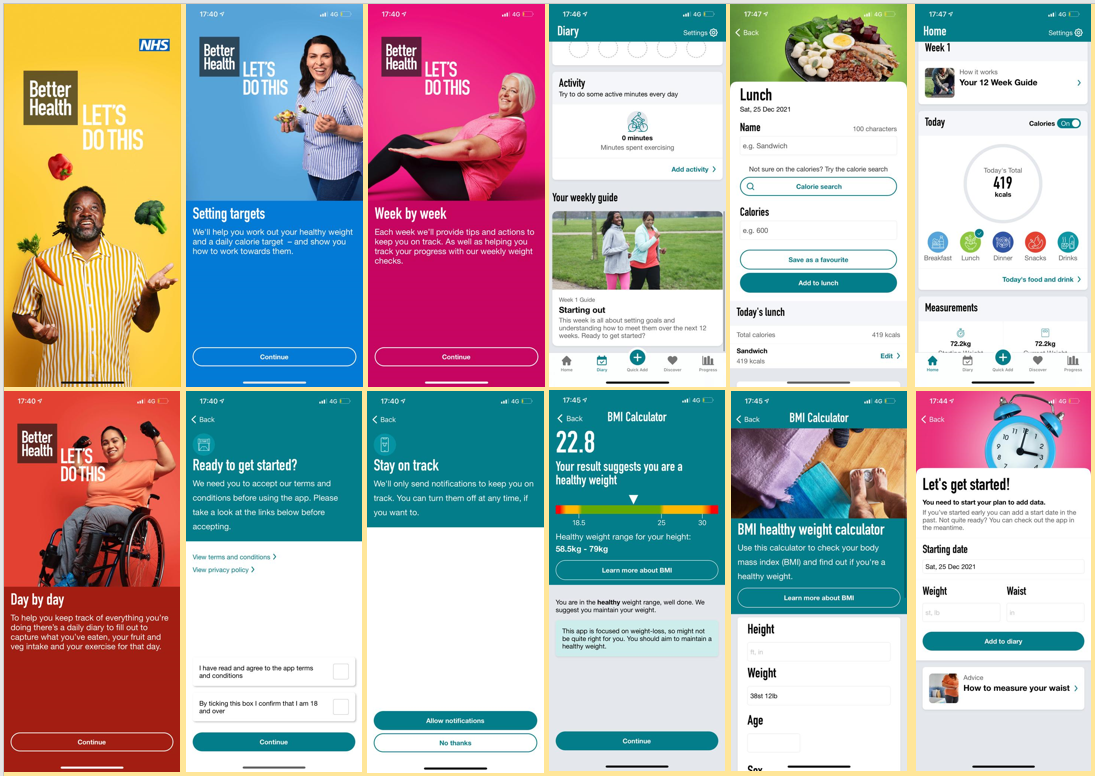 NHS
Better
Health
LET'S
DO THIS
17:40
4G
Better
Health
LET'S
DO THIS
Setting targets
We'll help you work out your healthy weight
and a daily calorie target – and show you
how to work towards them.
Continue
17:40
4G
Better
Health
LET'S
DO THIS
Week by week
Each week we'll provide tips and actions to
keep you on track. As well as helping you
track your progress with our weekly weight
checks.
Continue
17:46
4G
Diary
Settings
Activity
Try to do some active minutes every day
0 minutes
Minutes spent exercising
Add activity
Your weekly guide
Week 1 Guide
Starting out
This week is all about setting goals and
understanding how to meet them over the next 12
weeks. Ready to get started?
Home
Diary
Quick Add
Discover
Progress
17:47
4G
Back
Lunch
Sat, 25 Dec 2021
Name
100 characters
e.g. Sandwich
Not sure on the calories? Try the calorie search
Calorie search
Calories
e.g. 600
Save as a favourite
Add to lunch
Today's lunch
Total calories
419 kcals
Sandwich
419 kcals
Edit
17:47
4G
Home
Settings
Week 1
How it works
Your 12 Week Guide
Today
Calories
On
Today's Total
419
kcals
Breakfast
Lunch
Dinner
Snacks
Drinks
Today's food and drink
Measurements
72.2kg
72.2kg
Home
Diary
Quick Add
Discover
Progress
17:40
4G
Better
Health
LET'S
DO THIS
Day by day
To help you keep track of everything you're
doing there's a daily diary to fill out to
capture what you've eaten, your fruit and
veg intake and your exercise for that day.
Continue
17:40
4G
Back
Ready to get started?
We need to accept our terms and
conditions before using the app. Please
take a look at the links below before
accepting.
View terms and conditions
View privacy policy
I have read and agree to the app terms
and conditions
By ticking this box I confirm that I am 18
and over
Continue
17:40
4G
Back
Stay on track
We'll only send notifications to keep you on
track. You can turn them off at any time, if
you want to.
Allow notifications
No thanks
17:45
4G
Back
BMI Calculator
22.8
Your result suggests you are a
healthy weight
18.5
25
30
Healthy weight range for your height:
58.5kg - 79kg
Learn more about BMI
You are in the healthy weight range, well done. We
suggest you maintain your weight.
This app is focused on weight-loss, so might not
be quite right for you. You should aim to maintain a
healthy weight.
Continue
17:45
4G
Back
BMI Calculator
BMI healthy weight calculator
Use this calculator to check your body
mass index (BMI) and find out if you're a
healthy weight.
Learn more about BMI
Height
ft, in
Weight
38st 12lb
Age
Sex
17:44
4G
Back
Let's get started!
You need to start your plan to add data.
If you've started early you can add a start date in the
past. Not quite ready? You can check out the app in
the meantime.
Starting date
Sat, 25 Dec 2021
Weight
Waist
st, lb
in
Add to diary
Advice
How to measure your waist